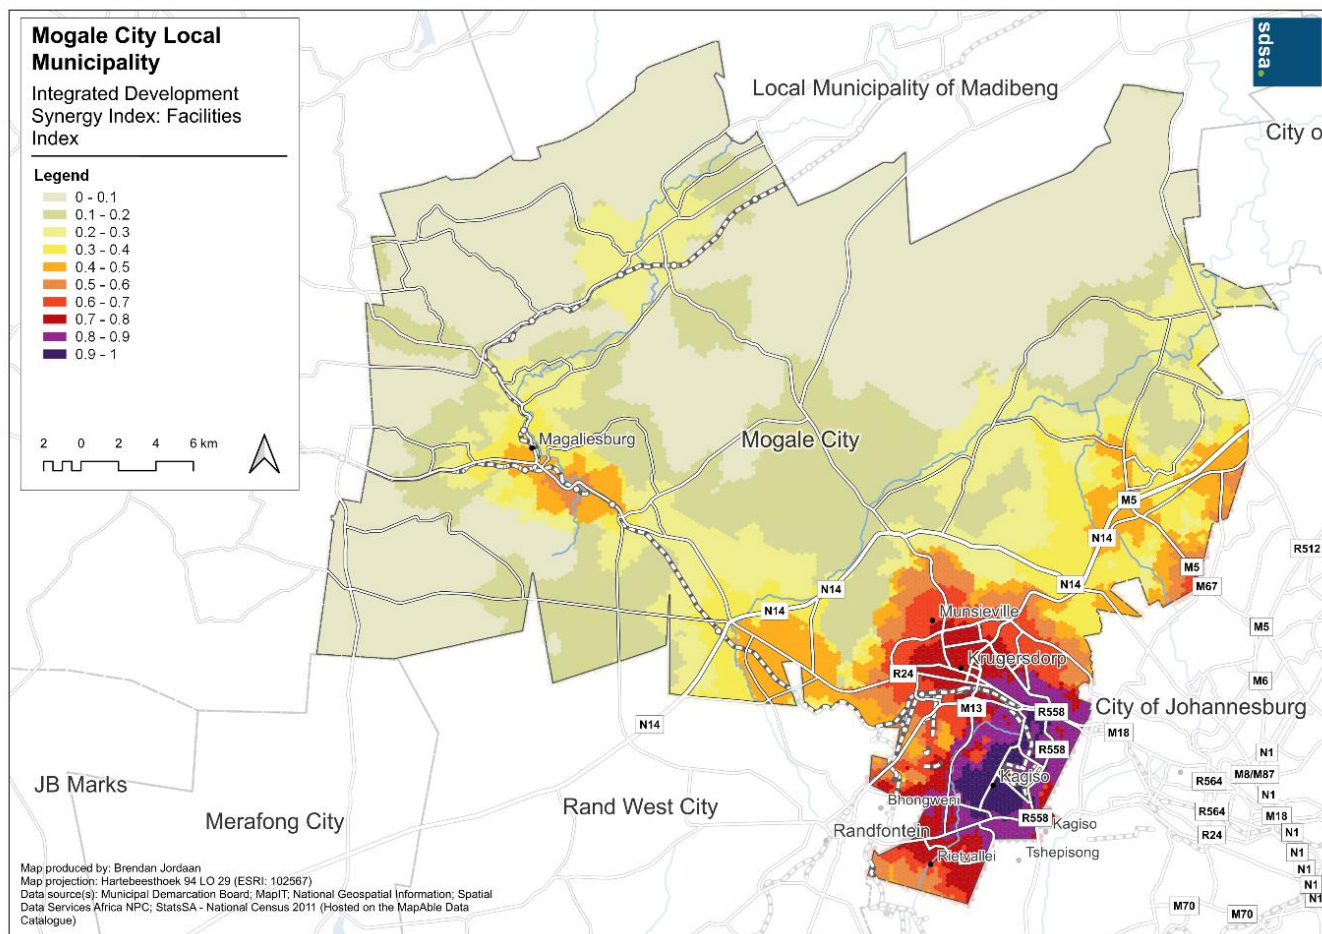 Mogale City Local
Municipality
Integrated Development
Synergy Index: Facilities
Index
Legend
0 - 0.1
0.1 - 0.2
0.2 - 0.3
0.3 - 0.4
0.4 - 0.5
0.5 - 0.6
0.6 - 0.7
0.7 - 0.8
0.8 - 0.9
0.9 - 1
2 0 2 4 6 km
sdsa.
Local Municipality of Madibeng
City o
Magaliesburg
Mogale City
M5
N14
R512
M5
N14
M67
N14
N14
Munsieville
M5
Krugersdorp
R24
M6
M13
R558
City of Johannesburg
N14
M18
R558
N1
Kagiso
M8/M87
R564
JB Marks
Bhongweni
N1
Rand West City
Merafong City
R564
M18
R558
Kagiso
Randfontein
R24
N1
Tshepisong
N1
Rietvallei
N1
N1
N1
M70
M70
Map produced by: Brendan Jordaan
Map projection: Hartebeesthoek 94 LO 29 (ESRI: 102567)
Data source(s): Municipal Demarcation Board; MapIT; National Geospatial Information; Spatial
Data Services Africa NPC; StatsSA - National Census 2011 (Hosted on the MapAble Data
Catalogue)